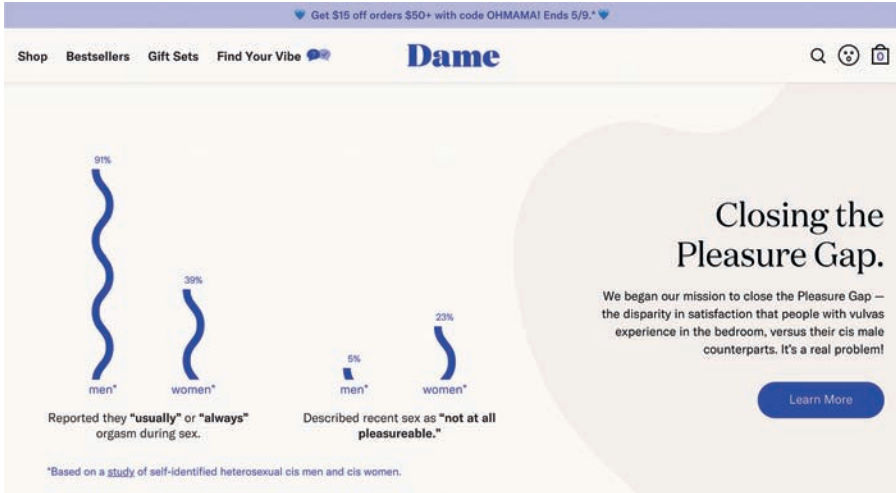 Get $15 off orders $50+ with code OHMAMA! Ends 5/9.*
Shop Bestsellers Gift Sets Find Your Vibe
Dame
0
91%
39%
men*
women*
Reported they "usually" or "always"
orgasm during sex.
5%
23%
men*
women*
Described recent sex as "not at all
pleasureable."
*Based on a study of self-identified heterosexual cis men and cis women.
Closing the
Pleasure Gap.
We began our mission to close the Pleasure Gap —
the disparity in satisfaction that people with vulvas
experience in the bedroom, versus their cis male
counterparts. It's a real problem!
Learn More